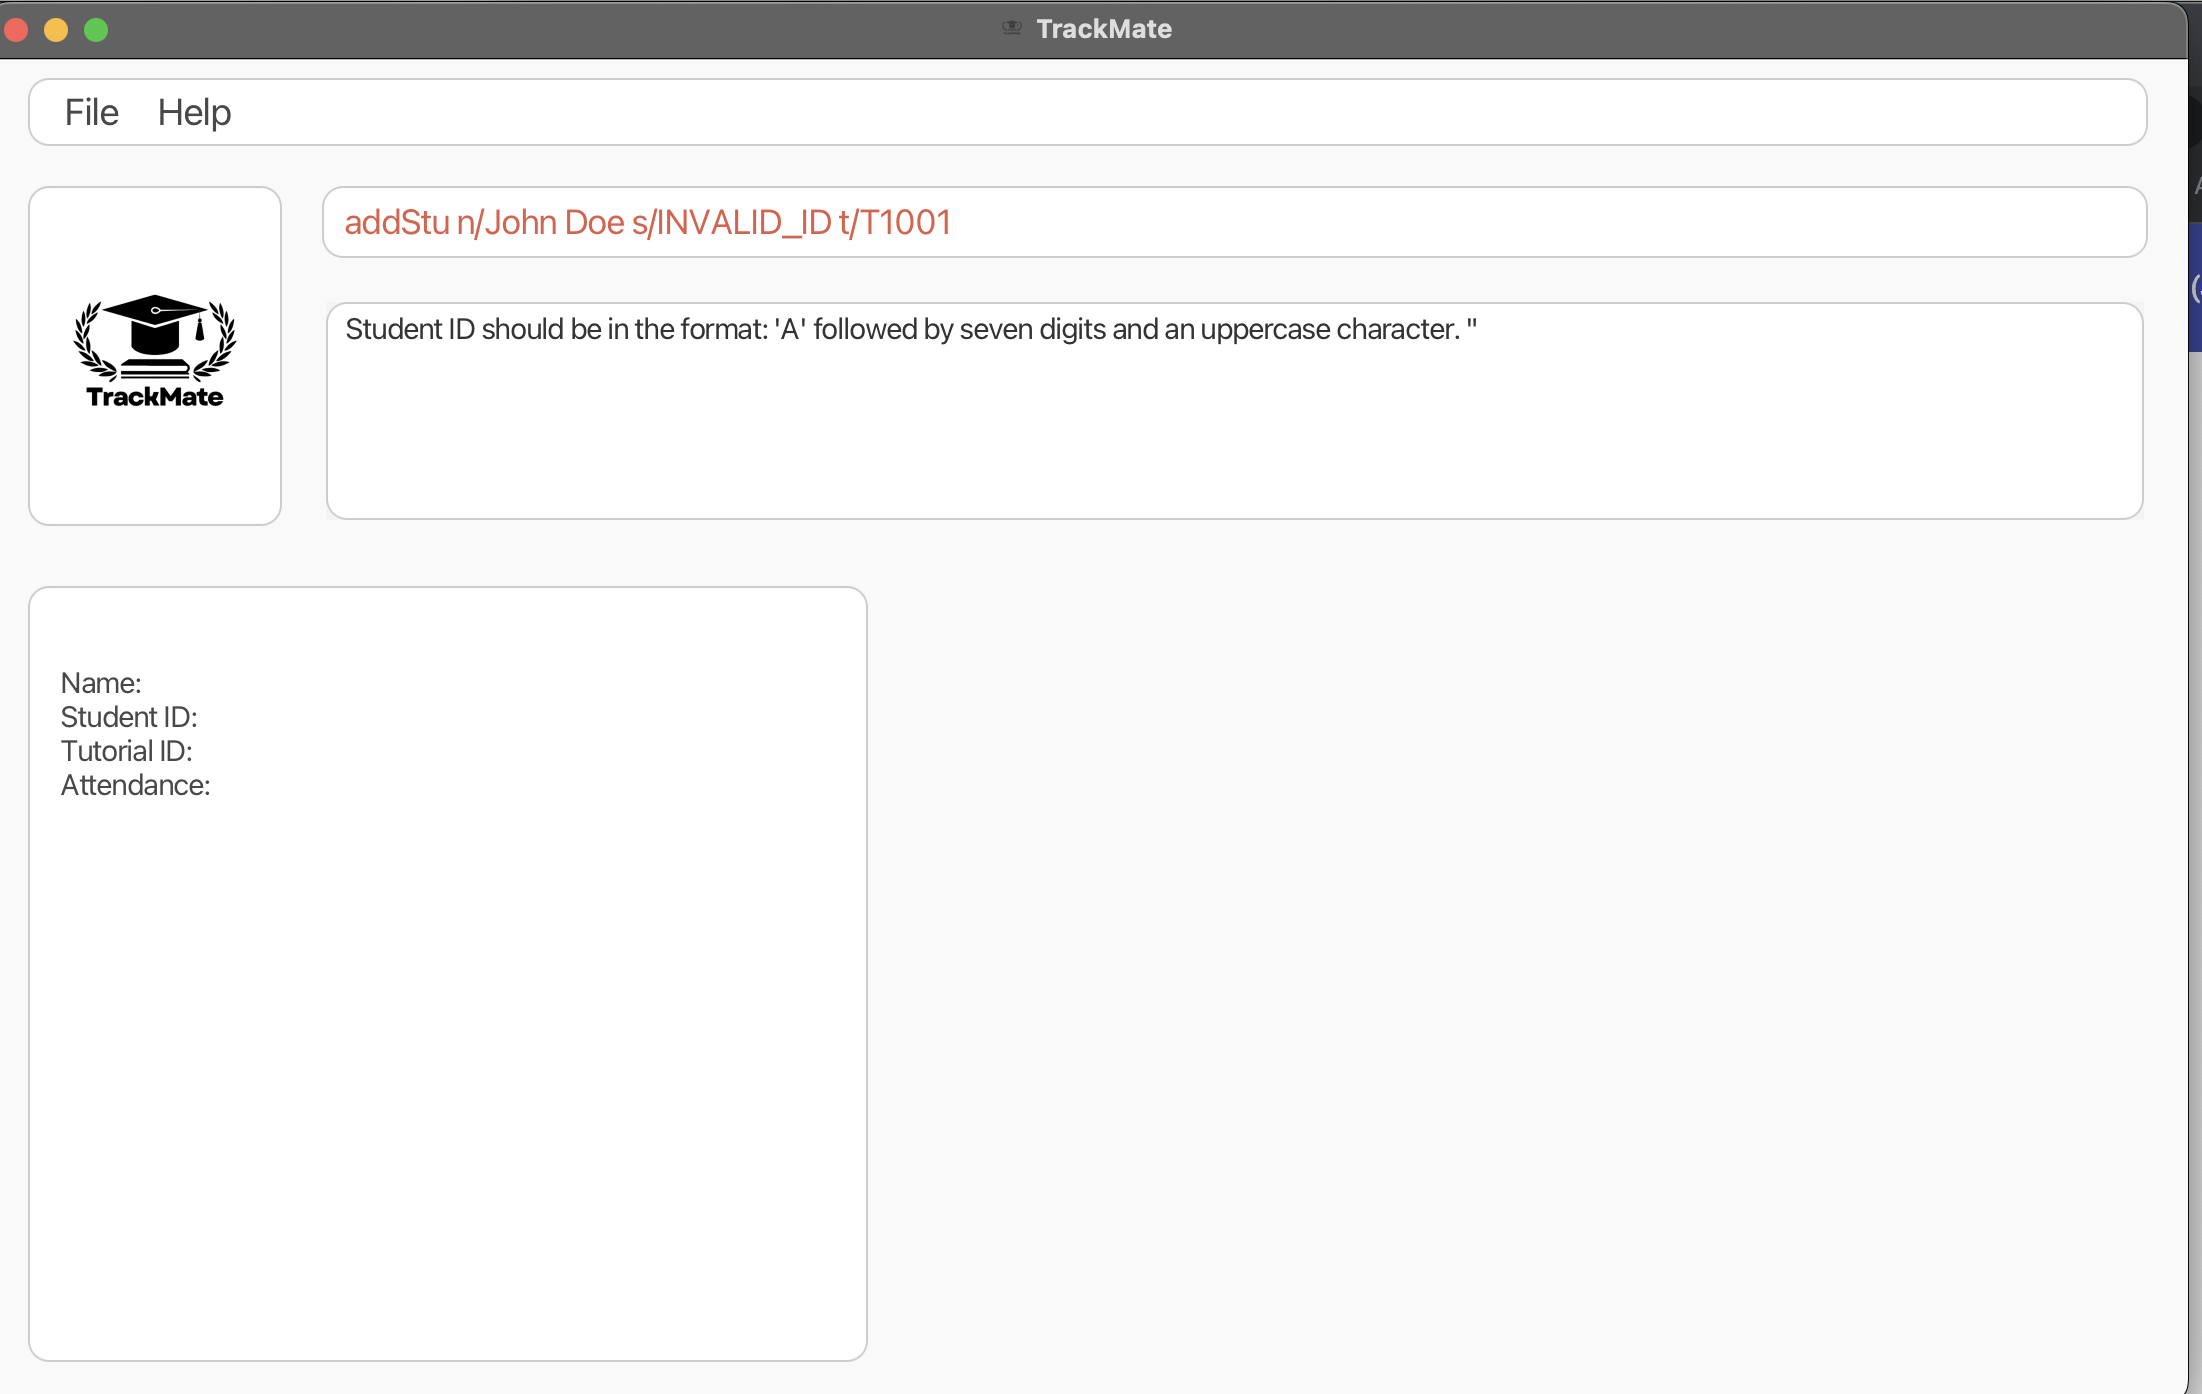 TrackMate
File Help
addStu n/John Doe s/INVALID_ID t/T1001
TrackMate
Student ID should be in the format: 'A' followed by seven digits and an uppercase character. "
Name:
Student ID:
Tutorial ID:
Attendance: